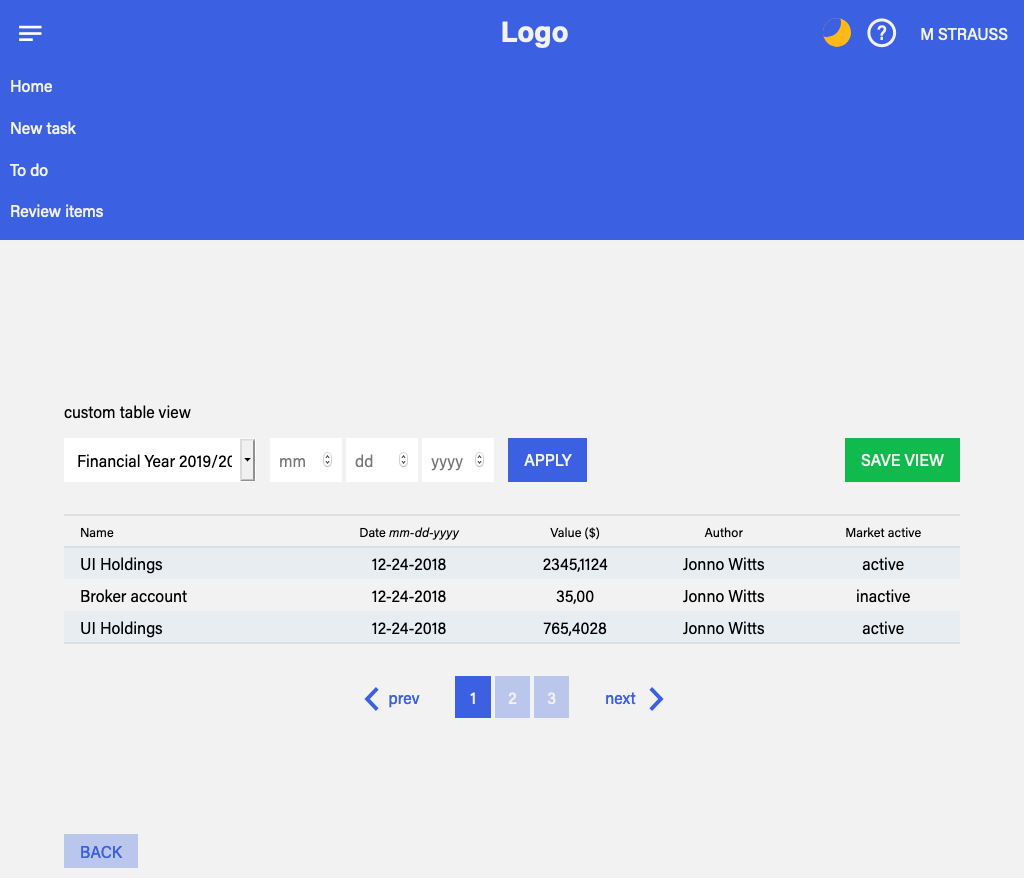 Logo
? M STRAUSS
Home
New task
To do
Review items
custom table view
Financial Year 2019/20 mm dd yyyy APPLY SAVE VIEW
Name Date mm-dd-yyyy Value ($) Author Market active
UI Holdings 12-24-2018 2345,1124 Jonno Witts active
Broker account 12-24-2018 35,00 Jonno Witts inactive
UI Holdings 12-24-2018 765,4028 Jonno Witts active
prev 1 2 3 next
BACK